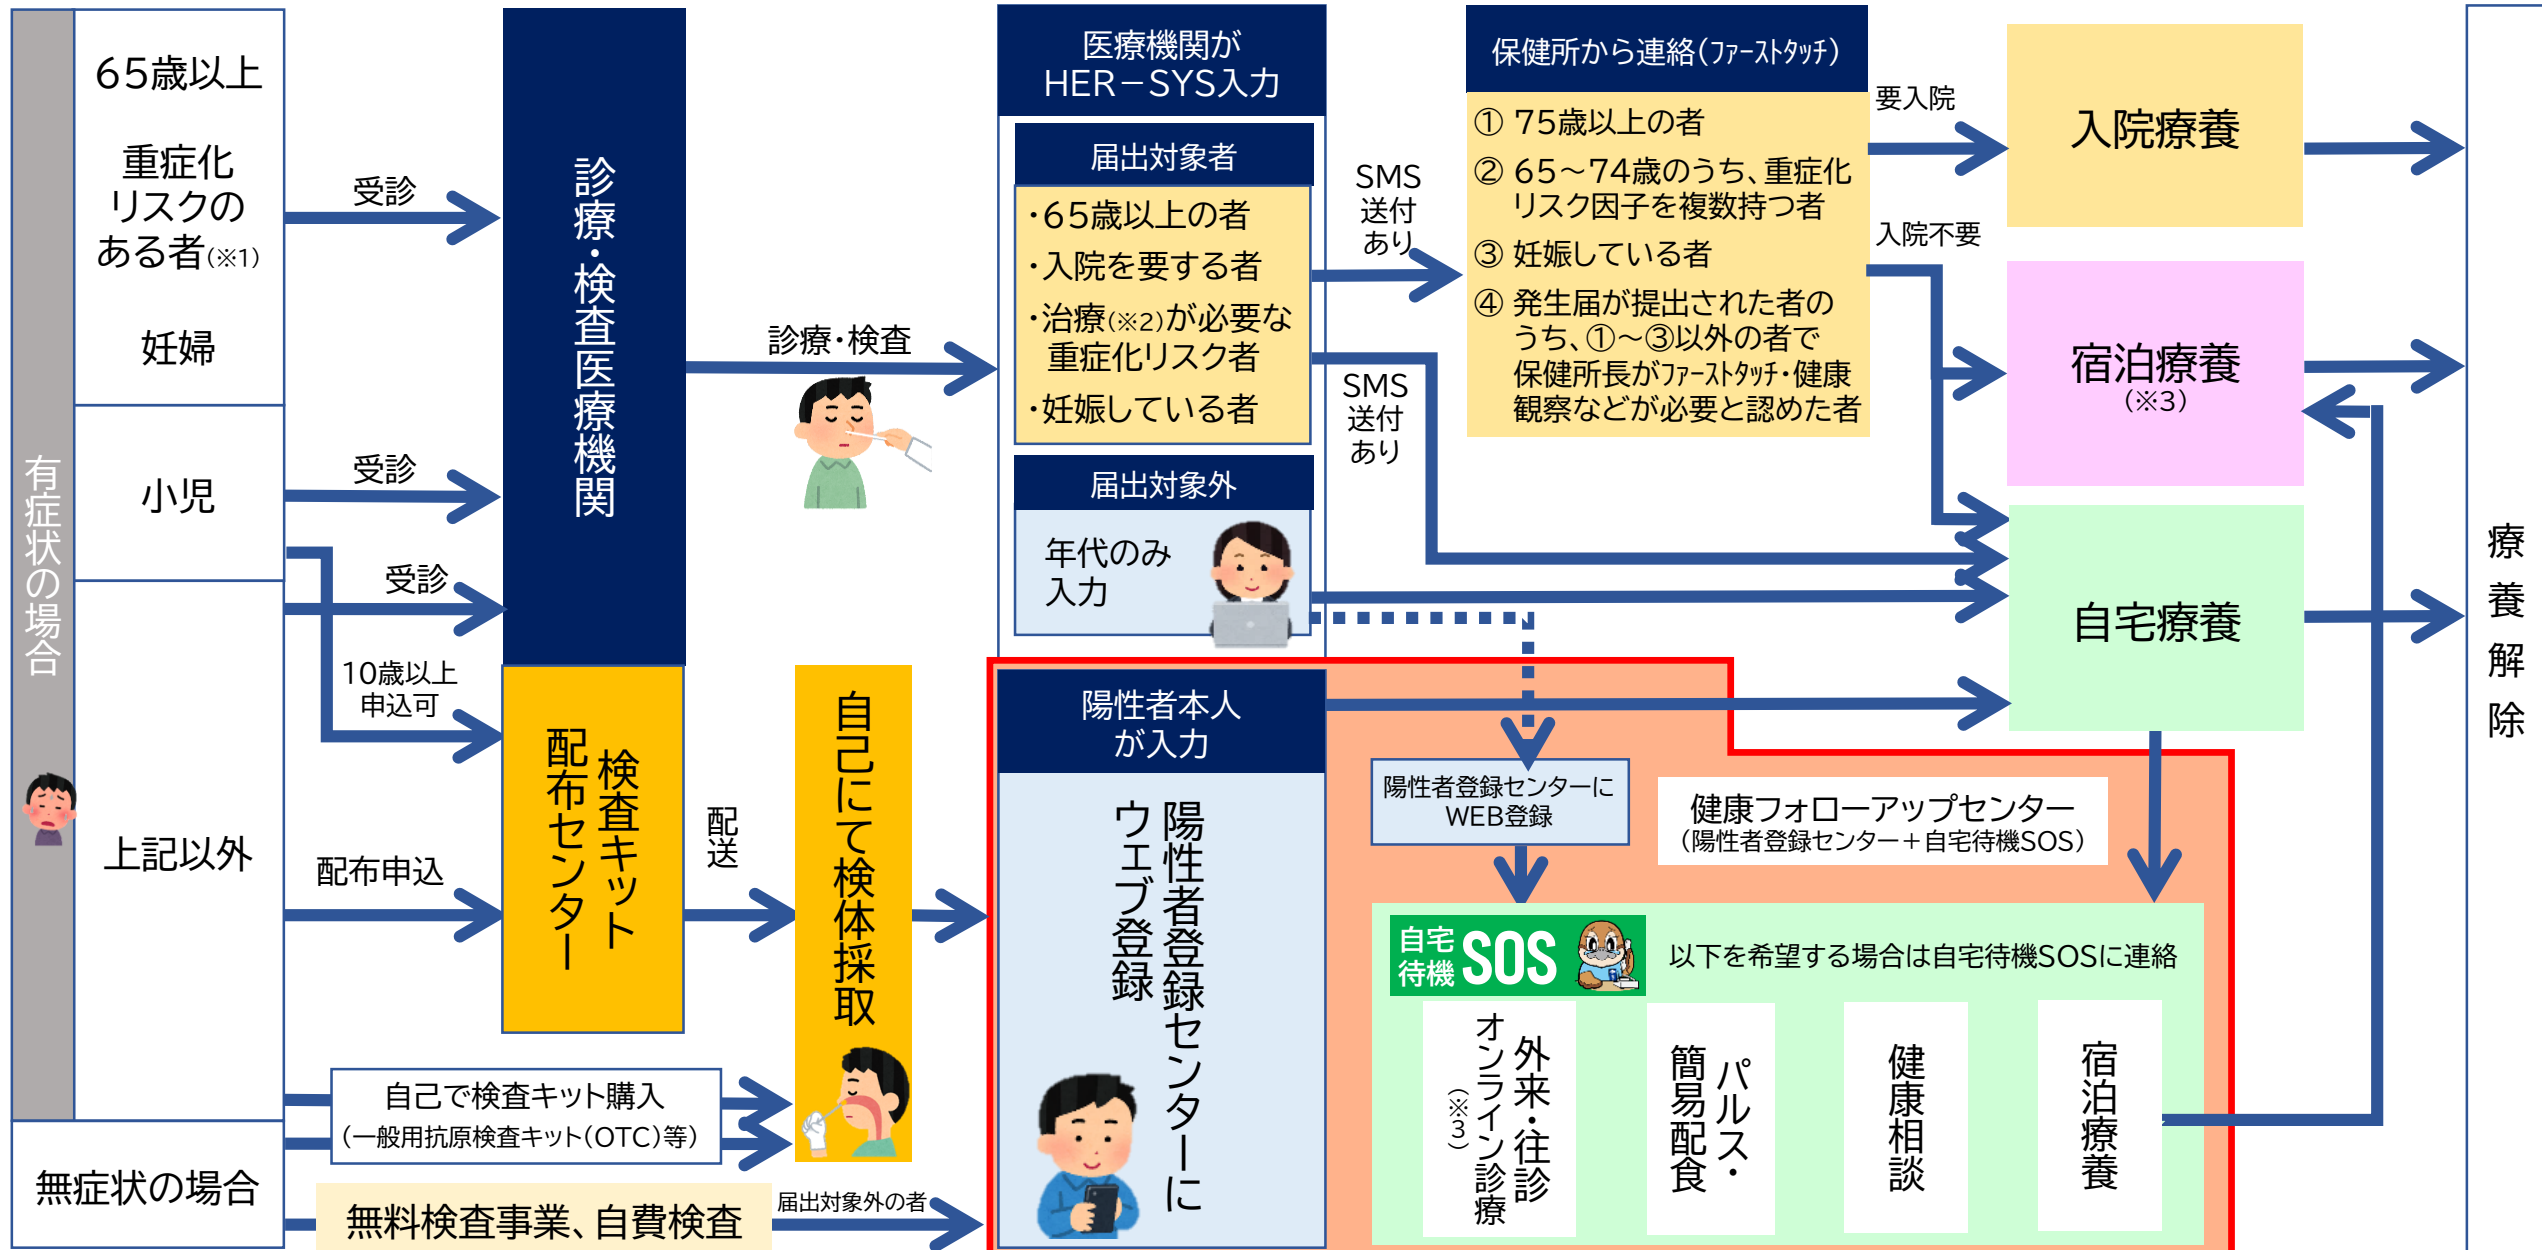 有症状の場合
65歳以上
重症化
リスクの
ある者(※1)
妊婦
小児
上記以外
無症状の場合
受診
受診
受診
10歳以上
申込可
配布申込
自己で検査キット購入
(一般用抗原検査キット(OTC)等)
無料検査事業、自費検査
届出対象外の者
診療・検査医療機関
検査キット
配布センター
配送
自己にて検体採取
診療・検査
医療機関が
HER－SYS入力
届出対象者
・65歳以上の者
・入院を要する者
・治療(※2)が必要な
重症化リスク者
・妊娠している者
届出対象外
年代のみ
入力
陽性者本人
が入力
陽性者登録センターに
ウェブ登録
SMS
送付
あり
SMS
送付
あり
保健所から連絡(ファーストタッチ)
① 75歳以上の者
② 65～74歳のうち、重症化
リスク因子を複数持つ者
③ 妊娠している者
④ 発生届が提出された者の
うち、①～③以外の者で
保健所長がファーストタッチ・健康
観察などが必要と認めた者
要入院
入院不要
入院療養
宿泊療養
(※3)
自宅療養
陽性者登録センターに
WEB登録
健康フォローアップセンター
(陽性者登録センター＋自宅待機SOS)
自宅
待機
SOS
以下を希望する場合は自宅待機SOSに連絡
外来・往診
オンライン診療
(※3)
パルス・
簡易配食
健康相談
宿泊療養
療養解除